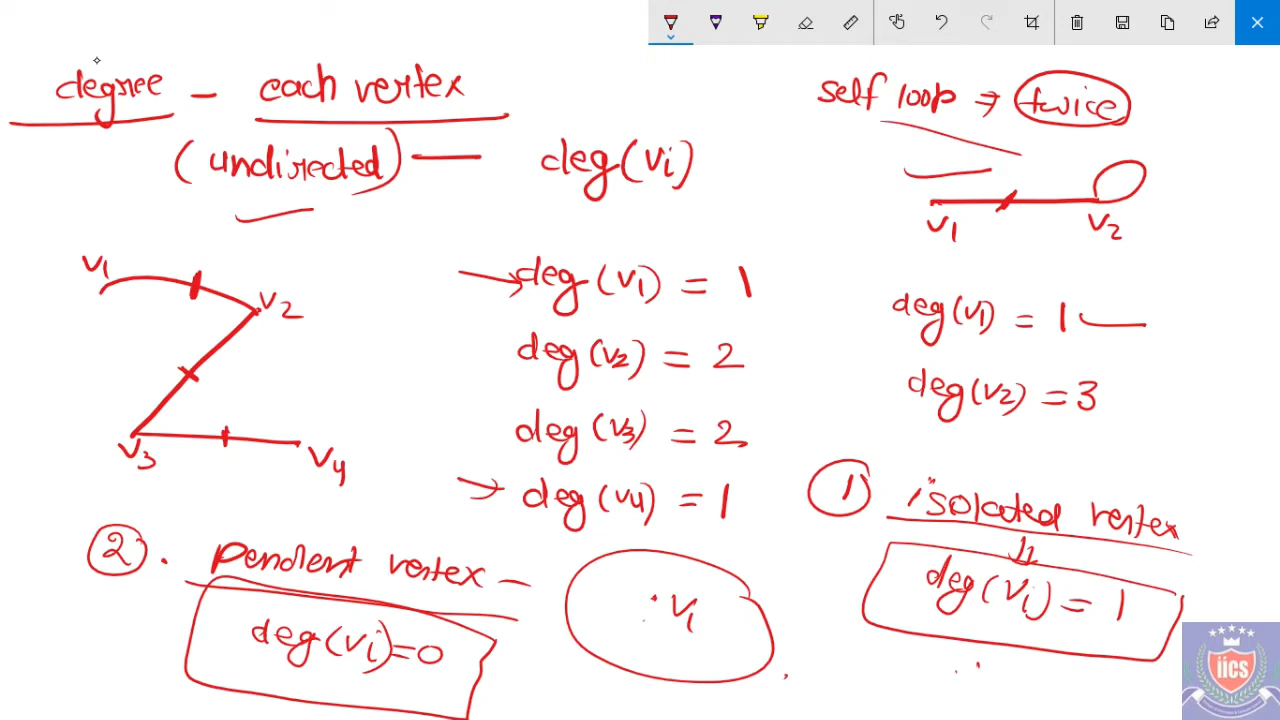 degree - each vertex
(undirected) — deg(vi)
self loop ⇒ twice
v1 v2
v1
v2
v3
v4
deg(v1) = 1
deg(v2) = 2
deg(v3) = 2
deg(v4) = 1
deg(v1) = 1
deg(v2) = 3
① isolated vertex
deg(vi) = 1
②. pendent vertex -
deg(vi)=0
v1
iics